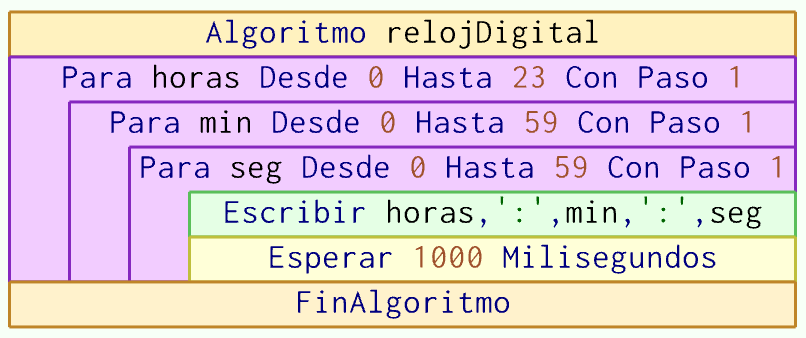 Algoritmo relojDigital
Para horas Desde 0 Hasta 23 Con Paso 1
Para min Desde 0 Hasta 59 Con Paso 1
Para seg Desde 0 Hasta 59 Con Paso 1
Escribir horas,':',min,':',seg
Esperar 1000 Milisegundos
FinAlgoritmo